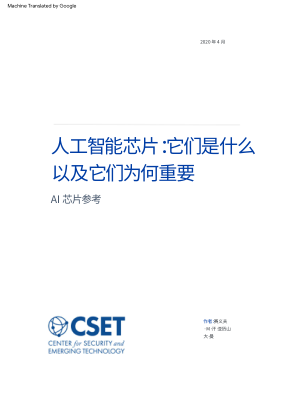 Machine Translated by Google
2020 年 4 月
人工智能芯片:它们是什么
以及它们为何重要
AI 芯片参考
CSET
CENTER for SECURITY and
EMERGING TECHNOLOGY
作者:
大·曼